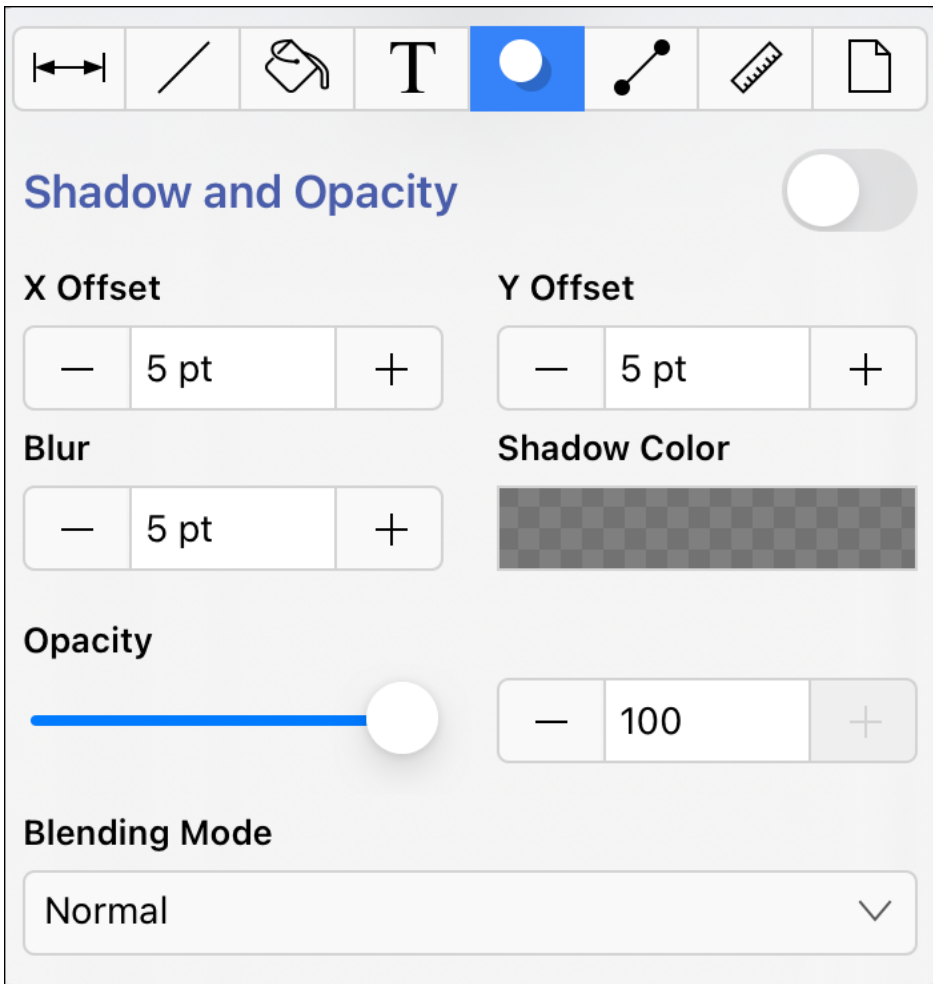 T
Shadow and Opacity
X Offset
Y Offset
5 pt
5 pt
Blur
Shadow Color
5 pt
Opacity
100
Blending Mode
Normal